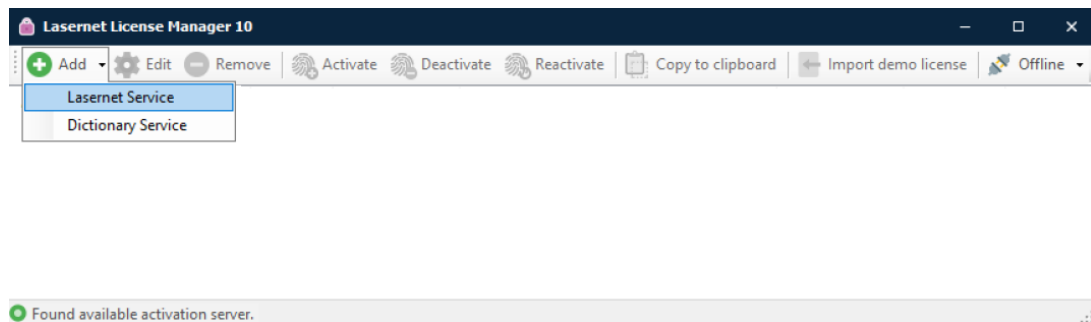 Lasernet License Manager 10
Add Edit Remove Activate Deactivate Reactivate Copy to clipboard Import demo license Offline
Lasernet Service
Dictionary Service
Found available activation server.